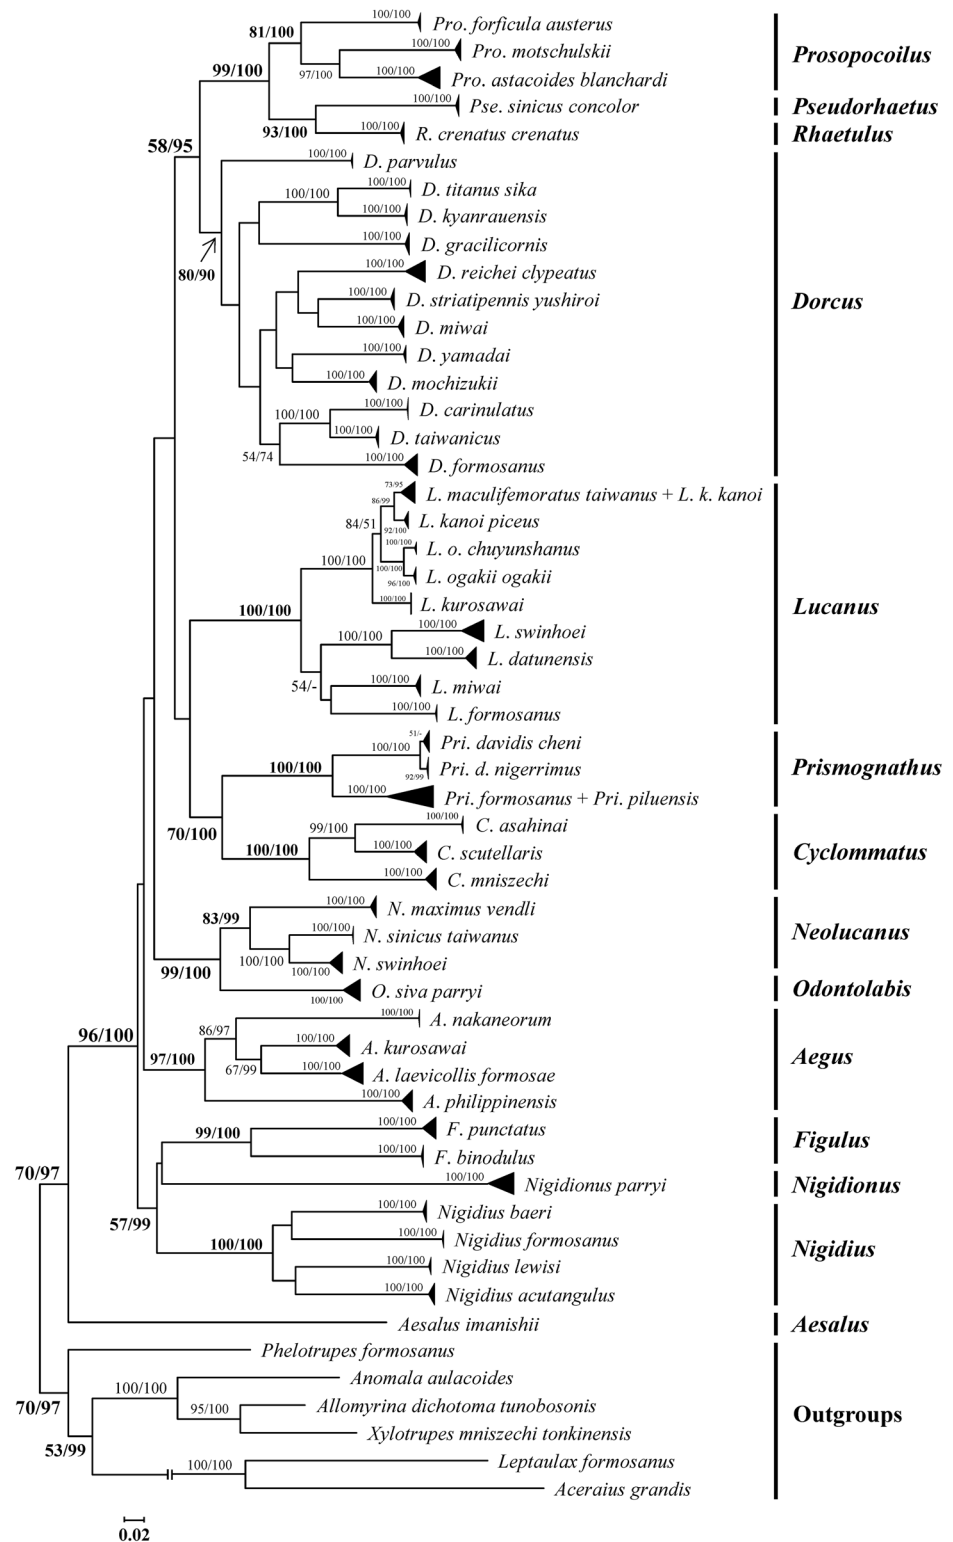 100/100
Pro. forficula austerus
81/100
100/100
Pro. motschulskii
Prosopocoilus
99/100
97/100
100/100
Pro. astacoides blanchardi
100/100
Pse. sinicus concolor
Pseudorhaetus
93/100
100/100
R. crenatus crenatus
Rhaetulus
58/95
100/100
D. parvulus
100/100
100/100
D. titanus sika
100/100
D. kyanrauensis
100/100
D. gracilicornis
80/90
100/100
D. reichei clypeatus
100/100
D. striatipennis yushiroi
Dorcus
100/100
D. miwai
100/100
D. yamadai
100/100
D. mochizukii
100/100
100/100
D. carinulatus
100/100
D. taiwanicus
54/74
100/100
D. formosanus
73/95
L. maculifemoratus taiwanus + L. k. kanoi
86/99
84/51
L. kanoi piceus
92/100
100/100
L. o. chuyunshanus
100/100
100/100
L. ogakii ogakii
96/100
100/100
100/100
L. kurosawai
Lucanus
100/100
100/100
L. swinhoei
100/100
L. datunensis
54/-
100/100
L. miwai
100/100
L. formosanus
51/-
Pri. davidis cheni
100/100
100/100
92/99
Pri. d. nigerrimus
Prismognathus
100/100
Pri. formosanus + Pri. piluensis
70/100
99/100
100/100
C. asahinai
100/100
100/100
C. scutellaris
Cyclommatus
100/100
C. mniszechi
83/99
100/100
N. maximus vendli
100/100
N. sinicus taiwanus
Neolucanus
99/100
100/100
100/100
N. swinhoei
100/100
O. siva parryi
Odontolabis
96/100
86/97
100/100
A. nakaneorum
97/100
100/100
A. kurosawai
Aegus
67/99
100/100
A. laevicollis formosae
100/100
A. philippinensis
99/100
100/100
F. punctatus
Figulus
100/100
F. binodulus
70/97
100/100
Nigidionus parryi
Nigidionus
57/99
100/100
Nigidius baeri
100/100
100/100
Nigidius formosanus
Nigidius
100/100
Nigidius lewisi
100/100
Nigidius acutangulus
Aesalus imanishii
Aesalus
Phelotrupes formosanus
70/97
100/100
Anomala aulacoides
95/100
Allomyrina dichotoma tunobosonis
Outgroups
Xylotrupes mniszechi tonkinensis
53/99
100/100
Leptaulax formosanus
Aceraius grandis
0.02